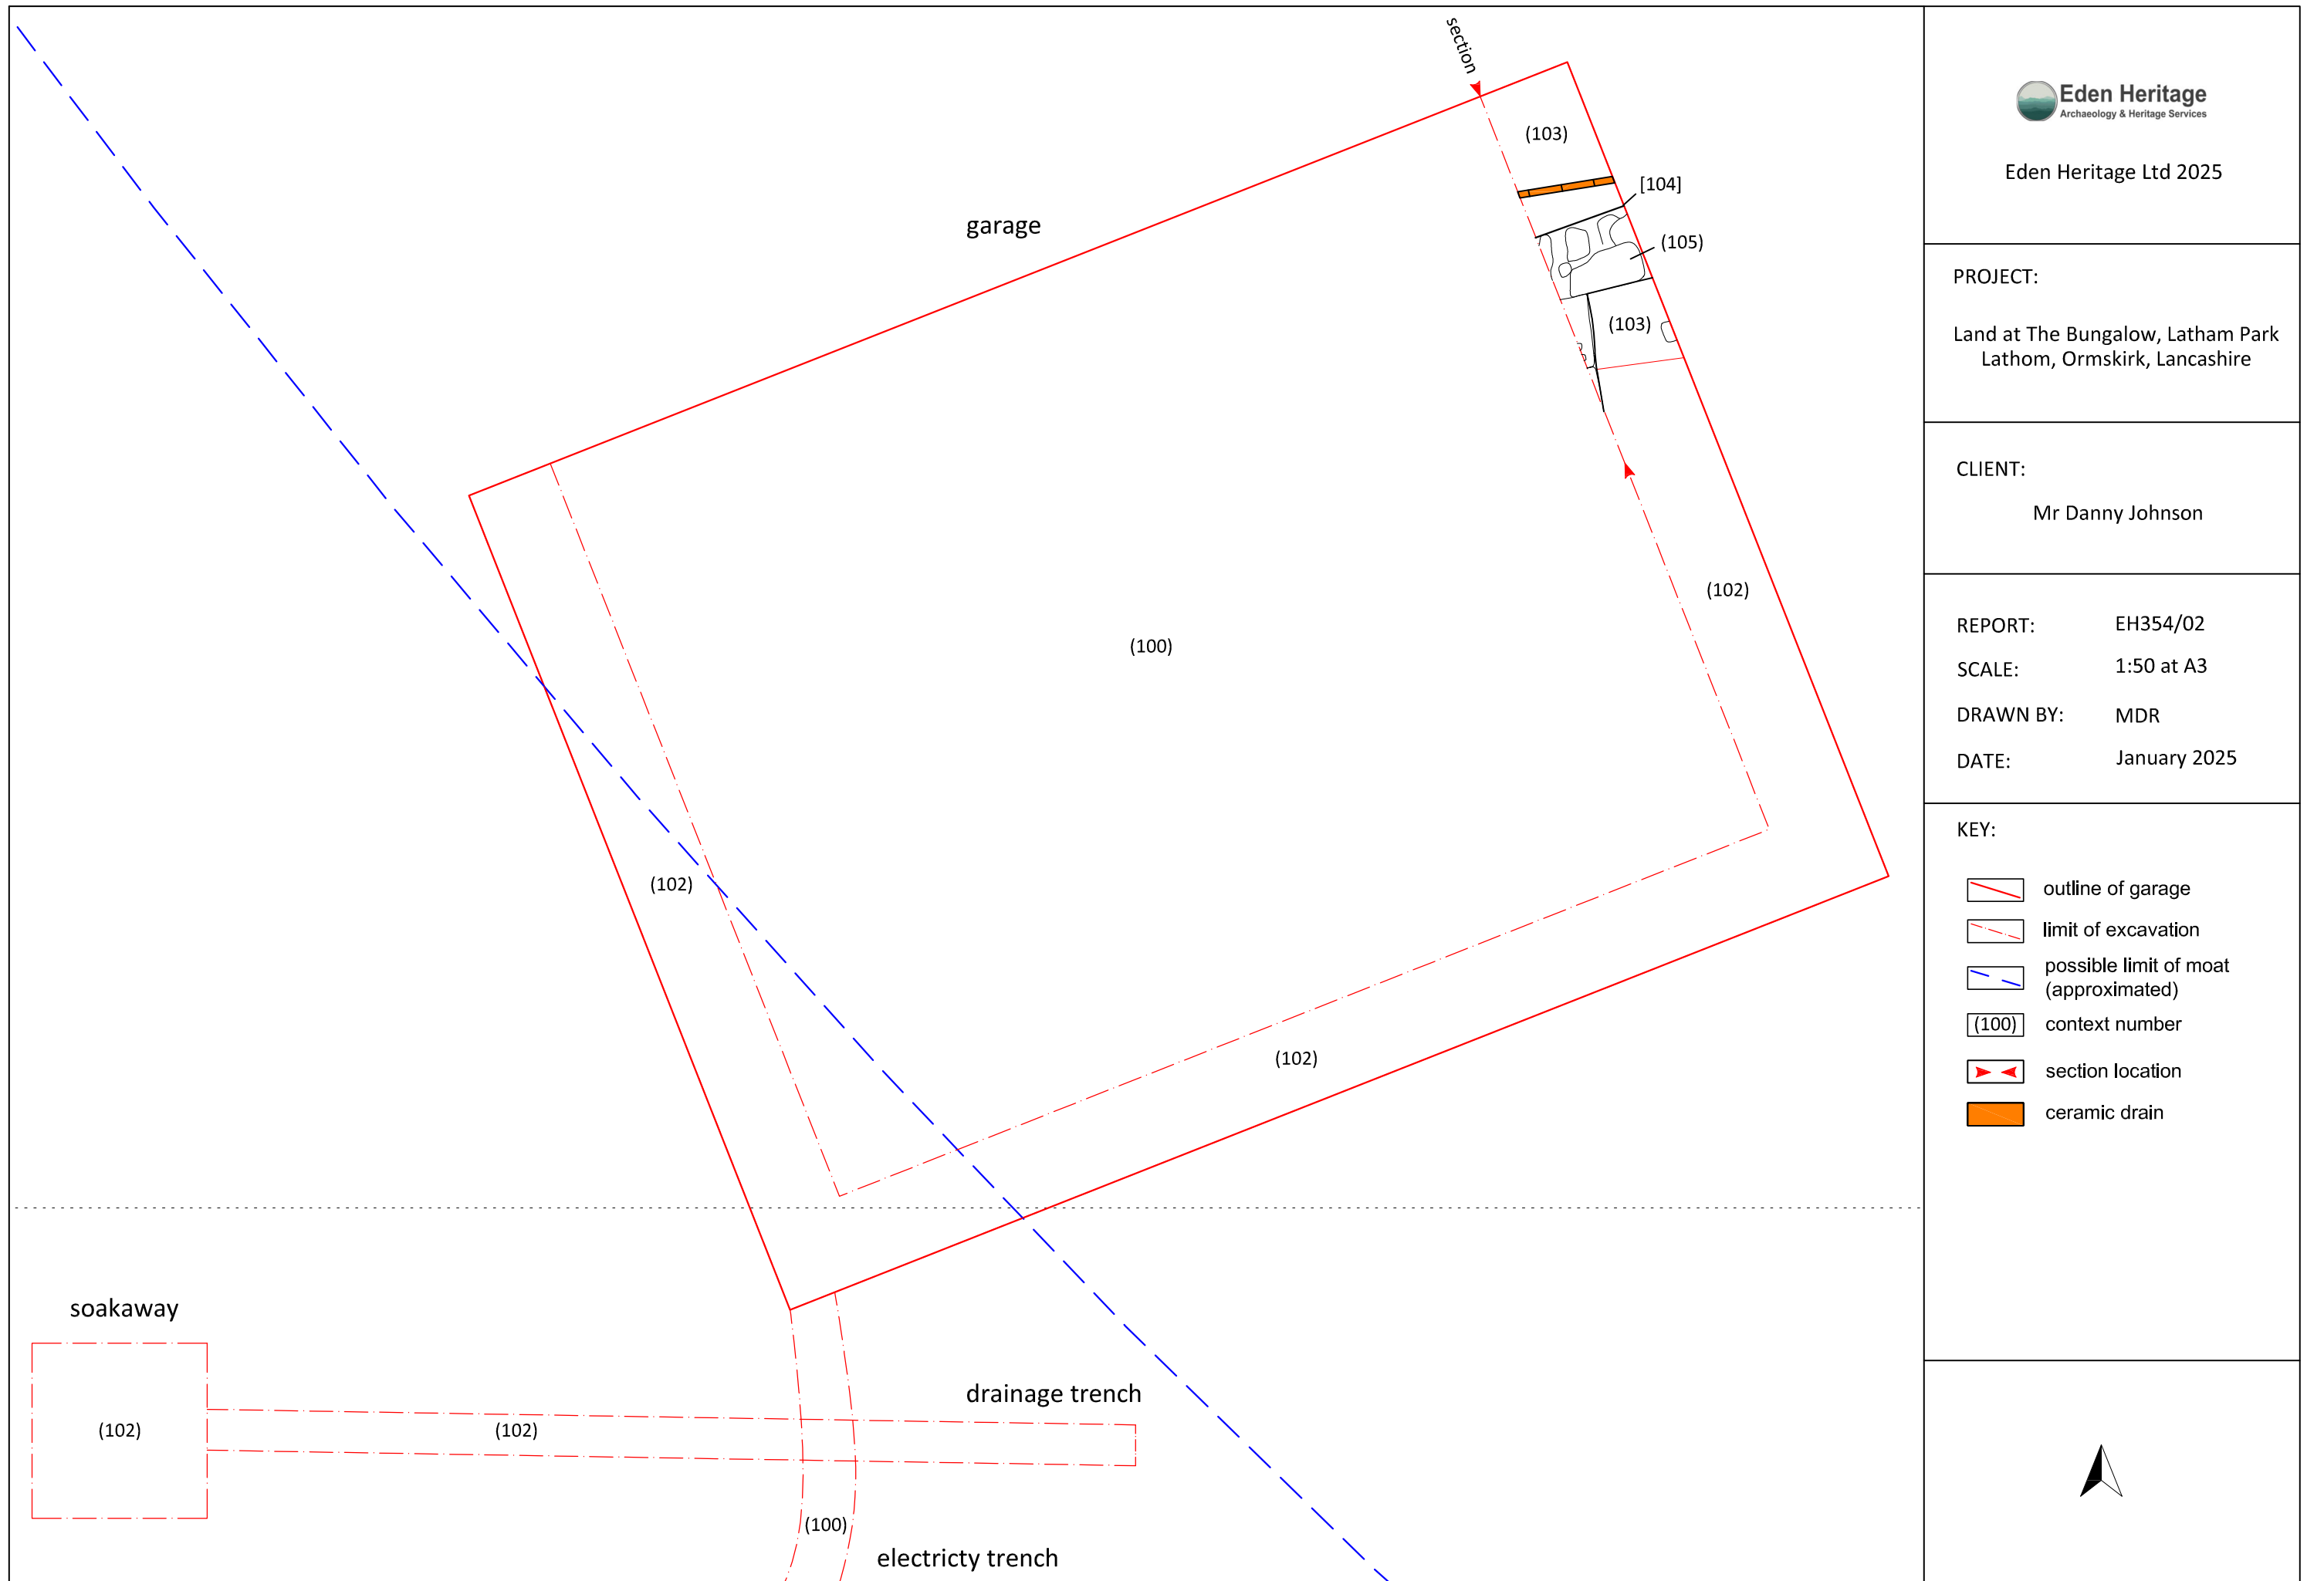 section
(103)
[104]
garage
(105)
(103)
(102)
(100)
(102)
(102)
soakaway
drainage trench
(102)
(102)
(100)
electricty trench
Eden Heritage
Archaeology & Heritage Services
Eden Heritage Ltd 2025
PROJECT:
Land at The Bungalow, Latham Park
Lathom, Ormskirk, Lancashire
CLIENT:
Mr Danny Johnson
REPORT: EH354/02
SCALE: 1:50 at A3
DRAWN BY: MDR
DATE: January 2025
KEY:
outline of garage
limit of excavation
possible limit of moat
(approximated)
(100) context number
section location
ceramic drain